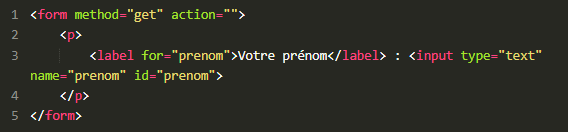 1 <form method="get" action="">
2 <p>
3 <label for="prenom">Votre prénom</label> : <input type="text"
name="prenom" id="prenom">
4 </p>
5 </form>